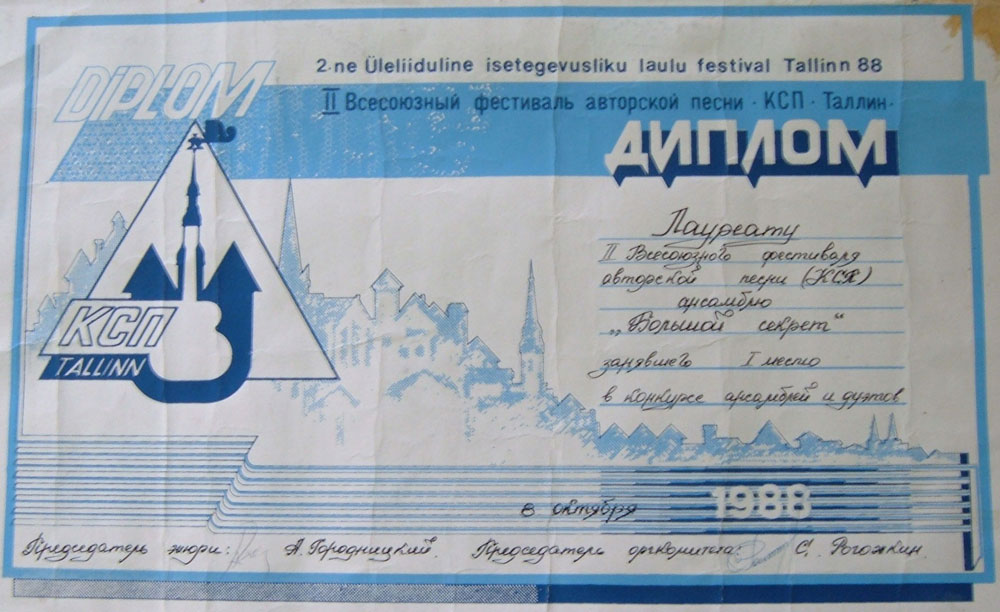 DiPLOM
2-ne Üleliiduline isetegevusliku laulu festival Tallinn 88
II Всесоюзный фестиваль авторской песни · КСП · Таллин ·
ДИПЛОМ
КСП
TALLINN
Лауреату
II Всесоюзного фестиваля
авторской песни (КСП)
ансамблю
„Большой секрет“
занявшего I место
в конкурсе ансамблей и дуэтов
8 октября 1988
Председатель жюри: А. Городницкий. Председатель оргкомитета: С. Рогожкин.